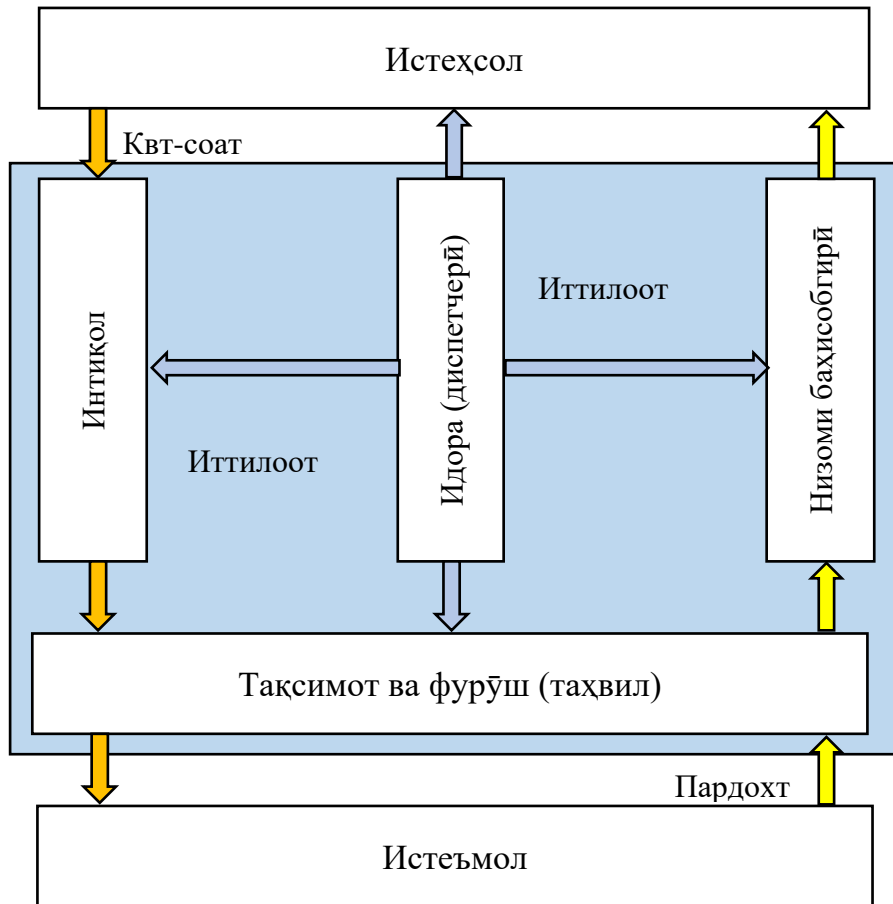 Истеҳсол
Квт-соат
Интиқол
Идора (диспетчерӣ)
Низоми баҳисобгирӣ
Иттилоот
Иттилоот
Тақсимот ва фурӯш (таҳвил)
Пардохт
Истеъмол